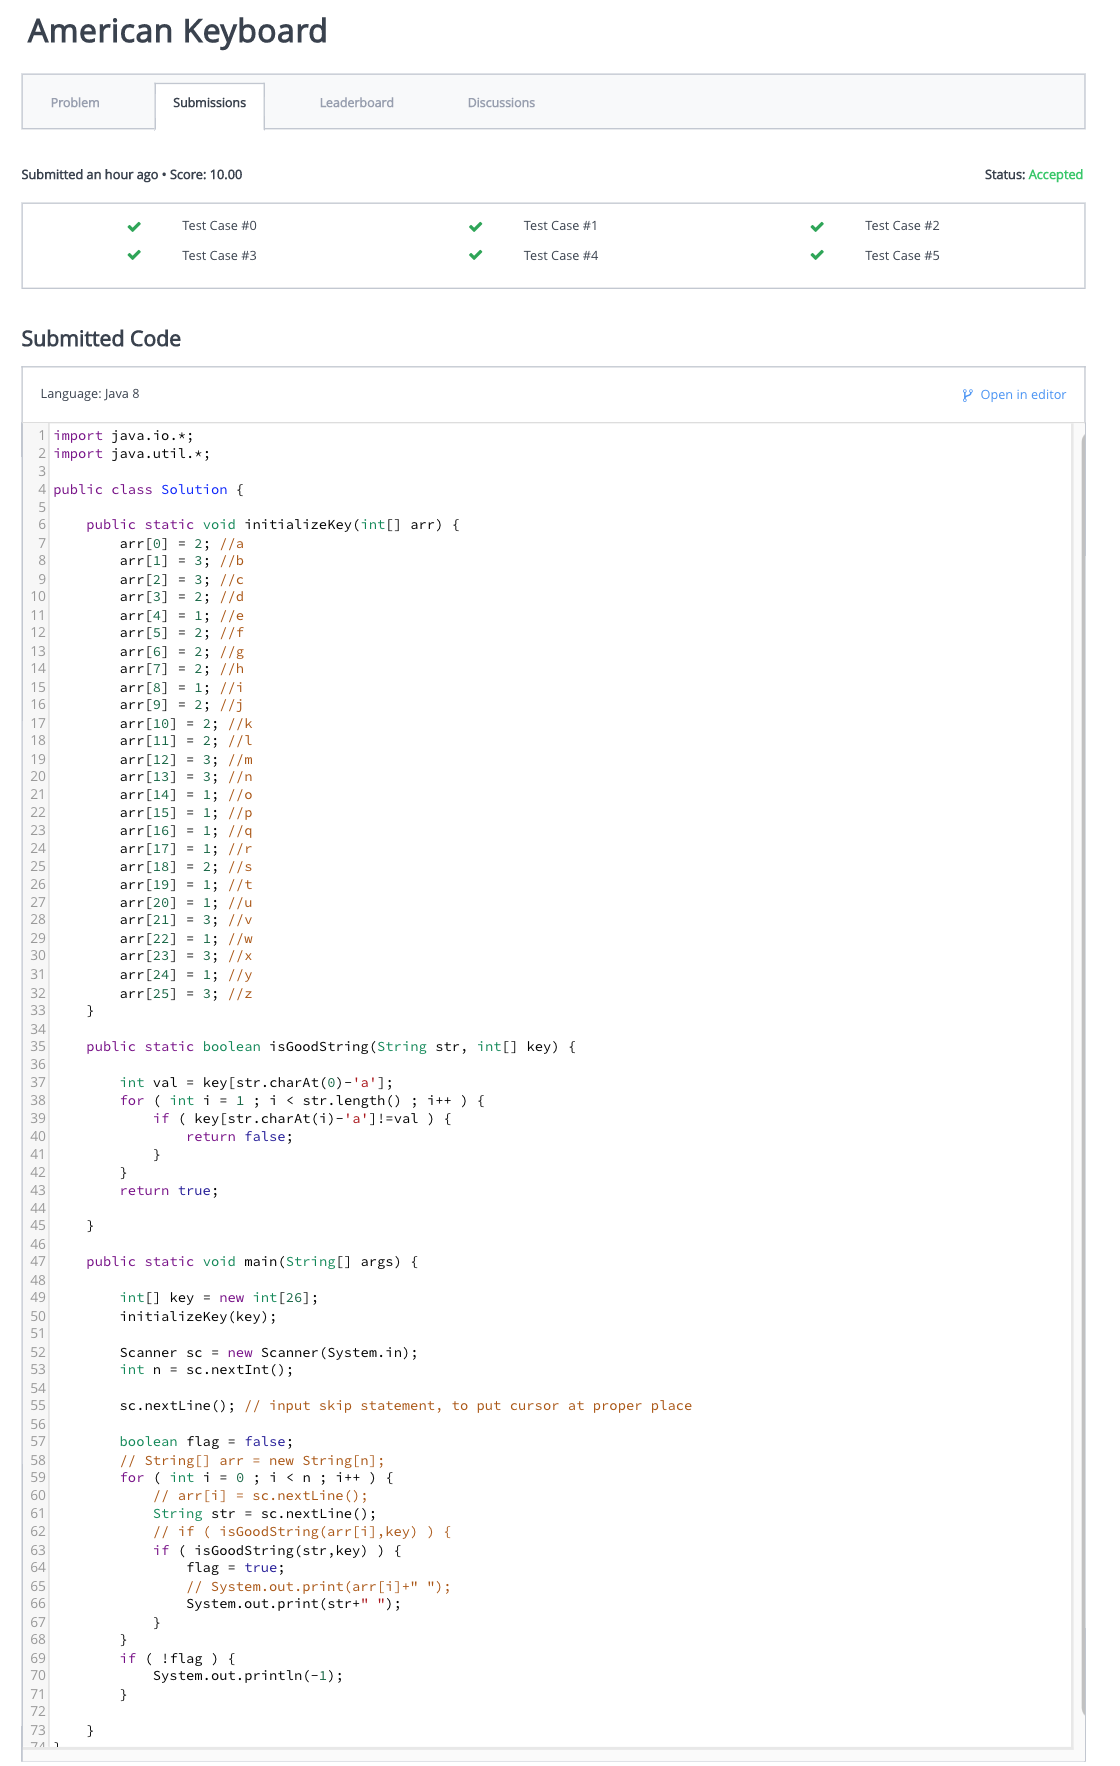 American Keyboard
Problem Submissions Leaderboard Discussions
Submitted an hour ago • Score: 10.00 Status: Accepted
Test Case #0 Test Case #1 Test Case #2
Test Case #3 Test Case #4 Test Case #5
Submitted Code
Language: Java 8 Open in editor
1 import java.io.*;
2 import java.util.*;
3
4 public class Solution {
5
6     public static void initializeKey(int[] arr) {
7         arr[0] = 2; //a
8         arr[1] = 3; //b
9         arr[2] = 3; //c
10         arr[3] = 2; //d
11         arr[4] = 1; //e
12         arr[5] = 2; //f
13         arr[6] = 2; //g
14         arr[7] = 2; //h
15         arr[8] = 1; //i
16         arr[9] = 2; //j
17         arr[10] = 2; //k
18         arr[11] = 2; //l
19         arr[12] = 3; //m
20         arr[13] = 3; //n
21         arr[14] = 1; //o
22         arr[15] = 1; //p
23         arr[16] = 1; //q
24         arr[17] = 1; //r
25         arr[18] = 2; //s
26         arr[19] = 1; //t
27         arr[20] = 1; //u
28         arr[21] = 3; //v
29         arr[22] = 1; //w
30         arr[23] = 3; //x
31         arr[24] = 1; //y
32         arr[25] = 3; //z
33     }
34
35     public static boolean isGoodString(String str, int[] key) {
36
37         int val = key[str.charAt(0)-'a'];
38         for ( int i = 1 ; i < str.length() ; i++ ) {
39             if ( key[str.charAt(i)-'a']!=val ) {
40                 return false;
41             }
42         }
43         return true;
44
45     }
46
47     public static void main(String[] args) {
48
49         int[] key = new int[26];
50         initializeKey(key);
51
52         Scanner sc = new Scanner(System.in);
53         int n = sc.nextInt();
54
55         sc.nextLine(); // input skip statement, to put cursor at proper place
56
57         boolean flag = false;
58         // String[] arr = new String[n];
59         for ( int i = 0 ; i < n ; i++ ) {
60             // arr[i] = sc.nextLine();
61             String str = sc.nextLine();
62             // if ( isGoodString(arr[i],key) ) {
63             if ( isGoodString(str,key) ) {
64                 flag = true;
65                 // System.out.print(arr[i]+" ");
66                 System.out.print(str+" ");
67             }
68         }
69         if ( !flag ) {
70             System.out.println(-1);
71         }
72
73     }
74 }